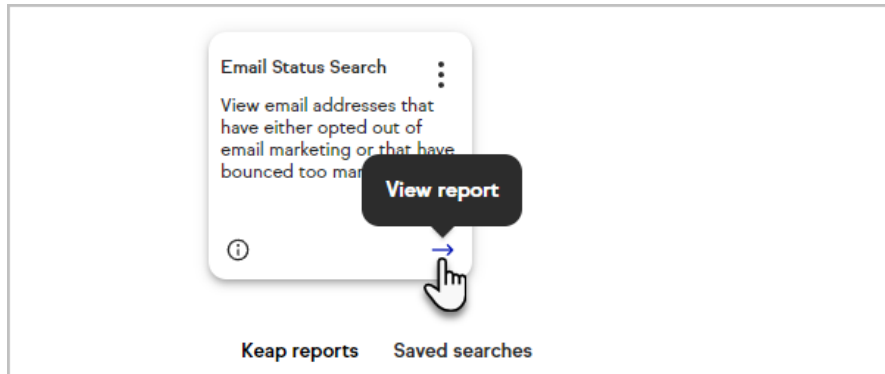 Email Status Search
View email addresses that
have either opted out of
email marketing or that have
bounced too
View report
Keap reports Saved searches